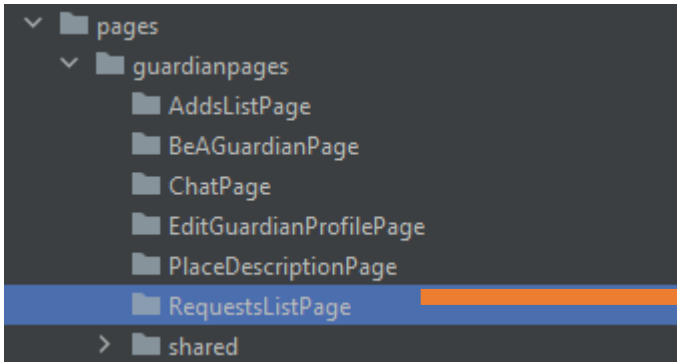 pages
guardianpages
AddsListPage
BeAGuardianPage
ChatPage
EditGuardianProfilePage
PlaceDescriptionPage
RequestsListPage
shared